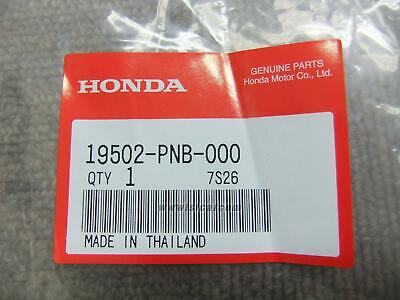 HONDA
GENUINE PARTS
Honda Motor Co., Ltd.
19502-PNB-000
QTY 1 7S26
MADE IN THAILAND